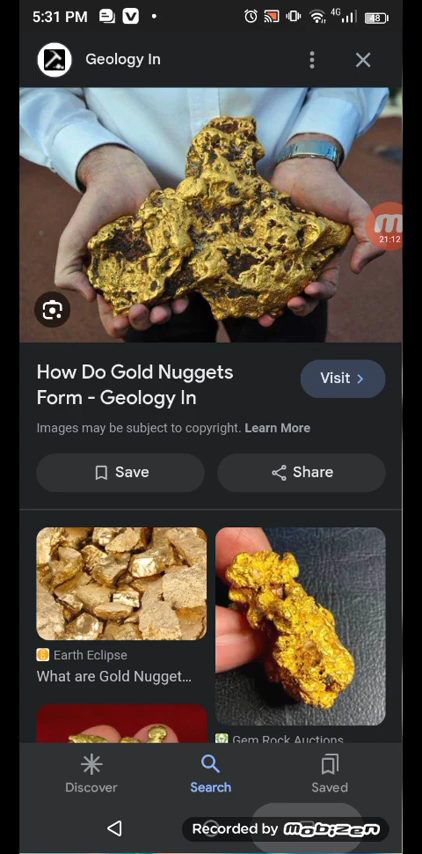 5:31 PM
4G
48
Geology In
21:12
How Do Gold Nuggets
Form - Geology In
Visit
Images may be subject to copyright. Learn More
Save
Share
Earth Eclipse
What are Gold Nugget...
Gem Rock Auctions
Discover
Search
Saved
Recorded by mobizen